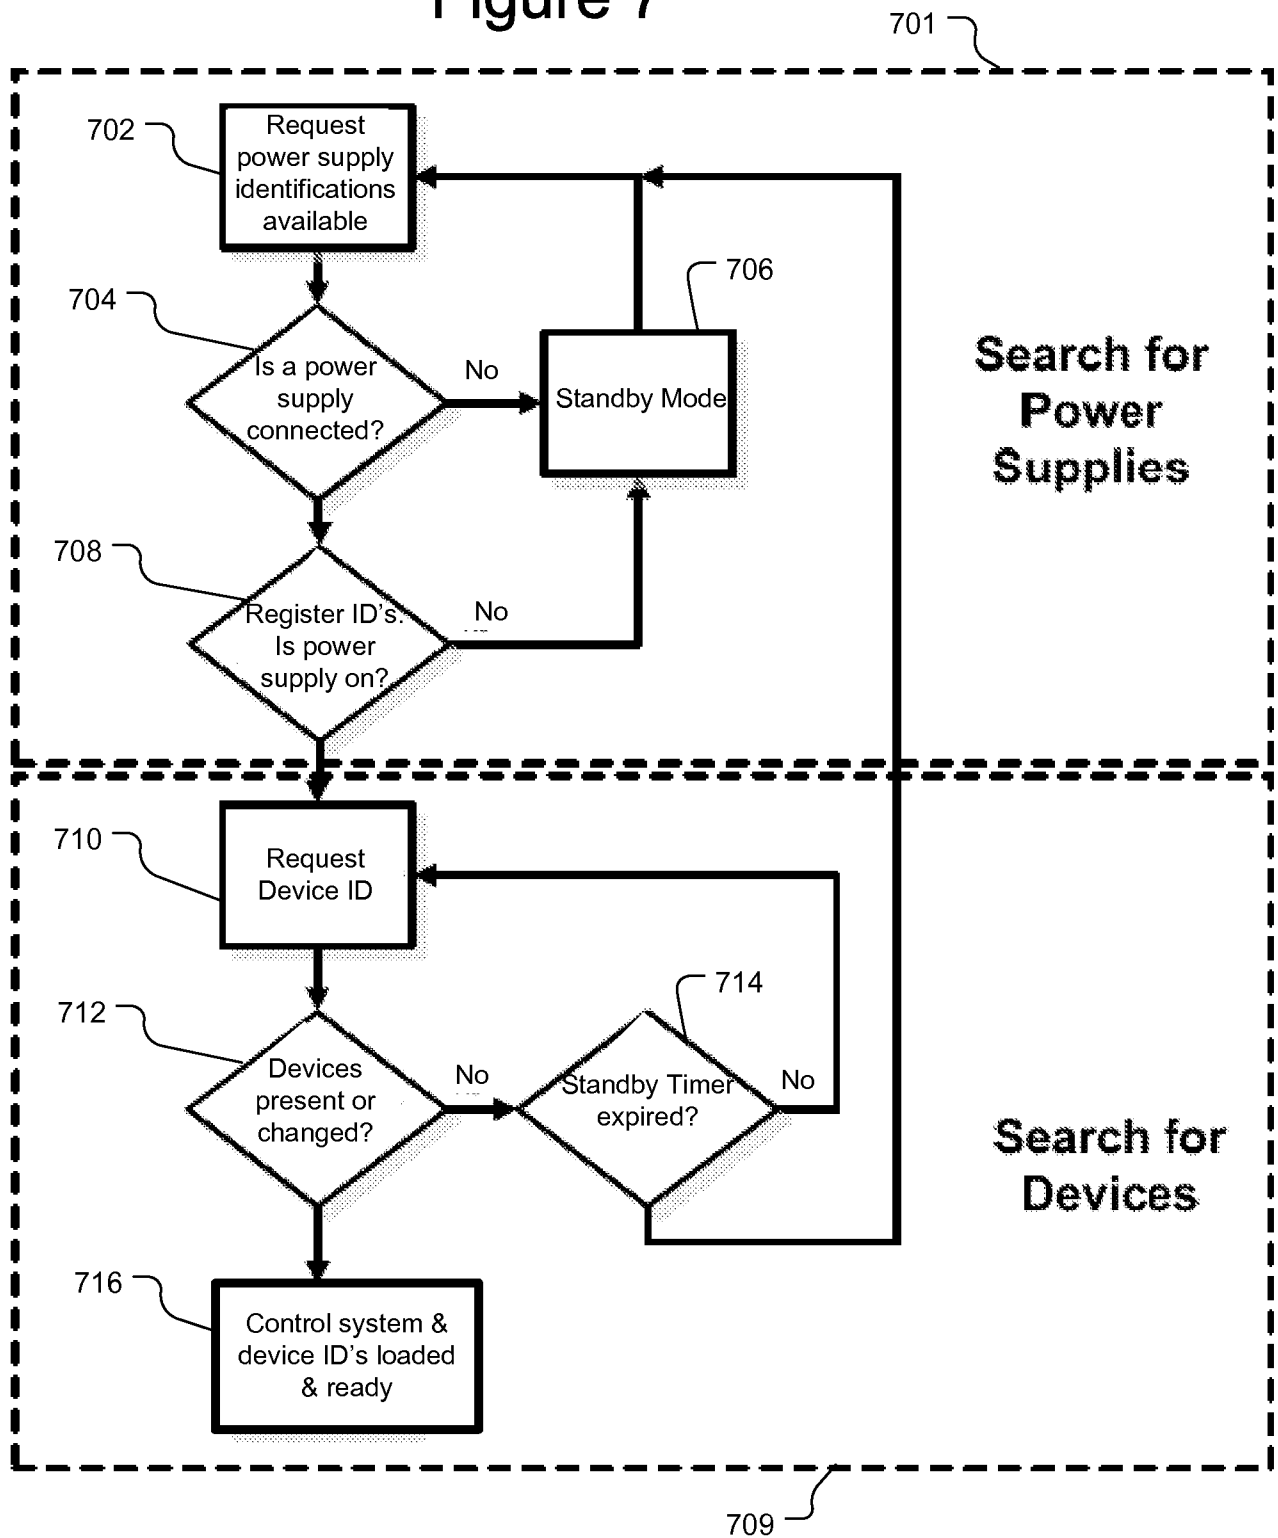 Figure 7
701
702
Request
power supply
identifications
available
704
Is a power
supply
connected?
No
706
Standby Mode
Search for
Power
Supplies
708
Register ID's.
Is power
supply on?
No
710
Request
Device ID
712
Devices
present or
changed?
No
714
Standby Timer
expired?
No
Search for
Devices
716
Control system &
device ID's loaded
& ready
709